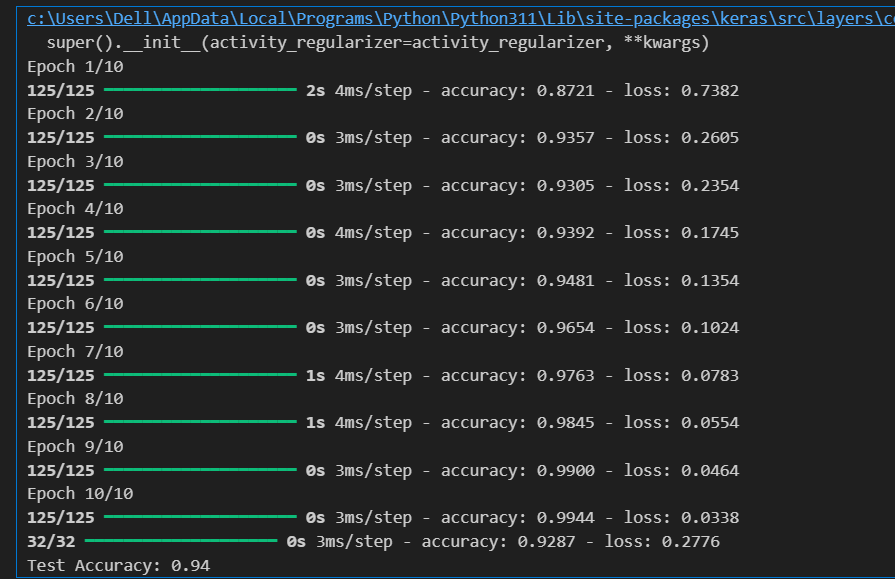 c:\Users\Dell\AppData\Local\Programs\Python\Python311\Lib\site-packages\keras\src\layers\c
super().__init__(activity_regularizer=activity_regularizer, **kwargs)
Epoch 1/10
125/125 ━━━━━━━━━━━━━━━━━━━━ 2s 4ms/step - accuracy: 0.8721 - loss: 0.7382
Epoch 2/10
125/125 ━━━━━━━━━━━━━━━━━━━━ 0s 3ms/step - accuracy: 0.9357 - loss: 0.2605
Epoch 3/10
125/125 ━━━━━━━━━━━━━━━━━━━━ 0s 3ms/step - accuracy: 0.9305 - loss: 0.2354
Epoch 4/10
125/125 ━━━━━━━━━━━━━━━━━━━━ 0s 4ms/step - accuracy: 0.9392 - loss: 0.1745
Epoch 5/10
125/125 ━━━━━━━━━━━━━━━━━━━━ 0s 3ms/step - accuracy: 0.9481 - loss: 0.1354
Epoch 6/10
125/125 ━━━━━━━━━━━━━━━━━━━━ 0s 3ms/step - accuracy: 0.9654 - loss: 0.1024
Epoch 7/10
125/125 ━━━━━━━━━━━━━━━━━━━━ 1s 4ms/step - accuracy: 0.9763 - loss: 0.0783
Epoch 8/10
125/125 ━━━━━━━━━━━━━━━━━━━━ 1s 4ms/step - accuracy: 0.9845 - loss: 0.0554
Epoch 9/10
125/125 ━━━━━━━━━━━━━━━━━━━━ 0s 3ms/step - accuracy: 0.9900 - loss: 0.0464
Epoch 10/10
125/125 ━━━━━━━━━━━━━━━━━━━━ 0s 3ms/step - accuracy: 0.9944 - loss: 0.0338
32/32 ━━━━━━━━━━━━━━━━━━━━ 0s 3ms/step - accuracy: 0.9287 - loss: 0.2776
Test Accuracy: 0.94